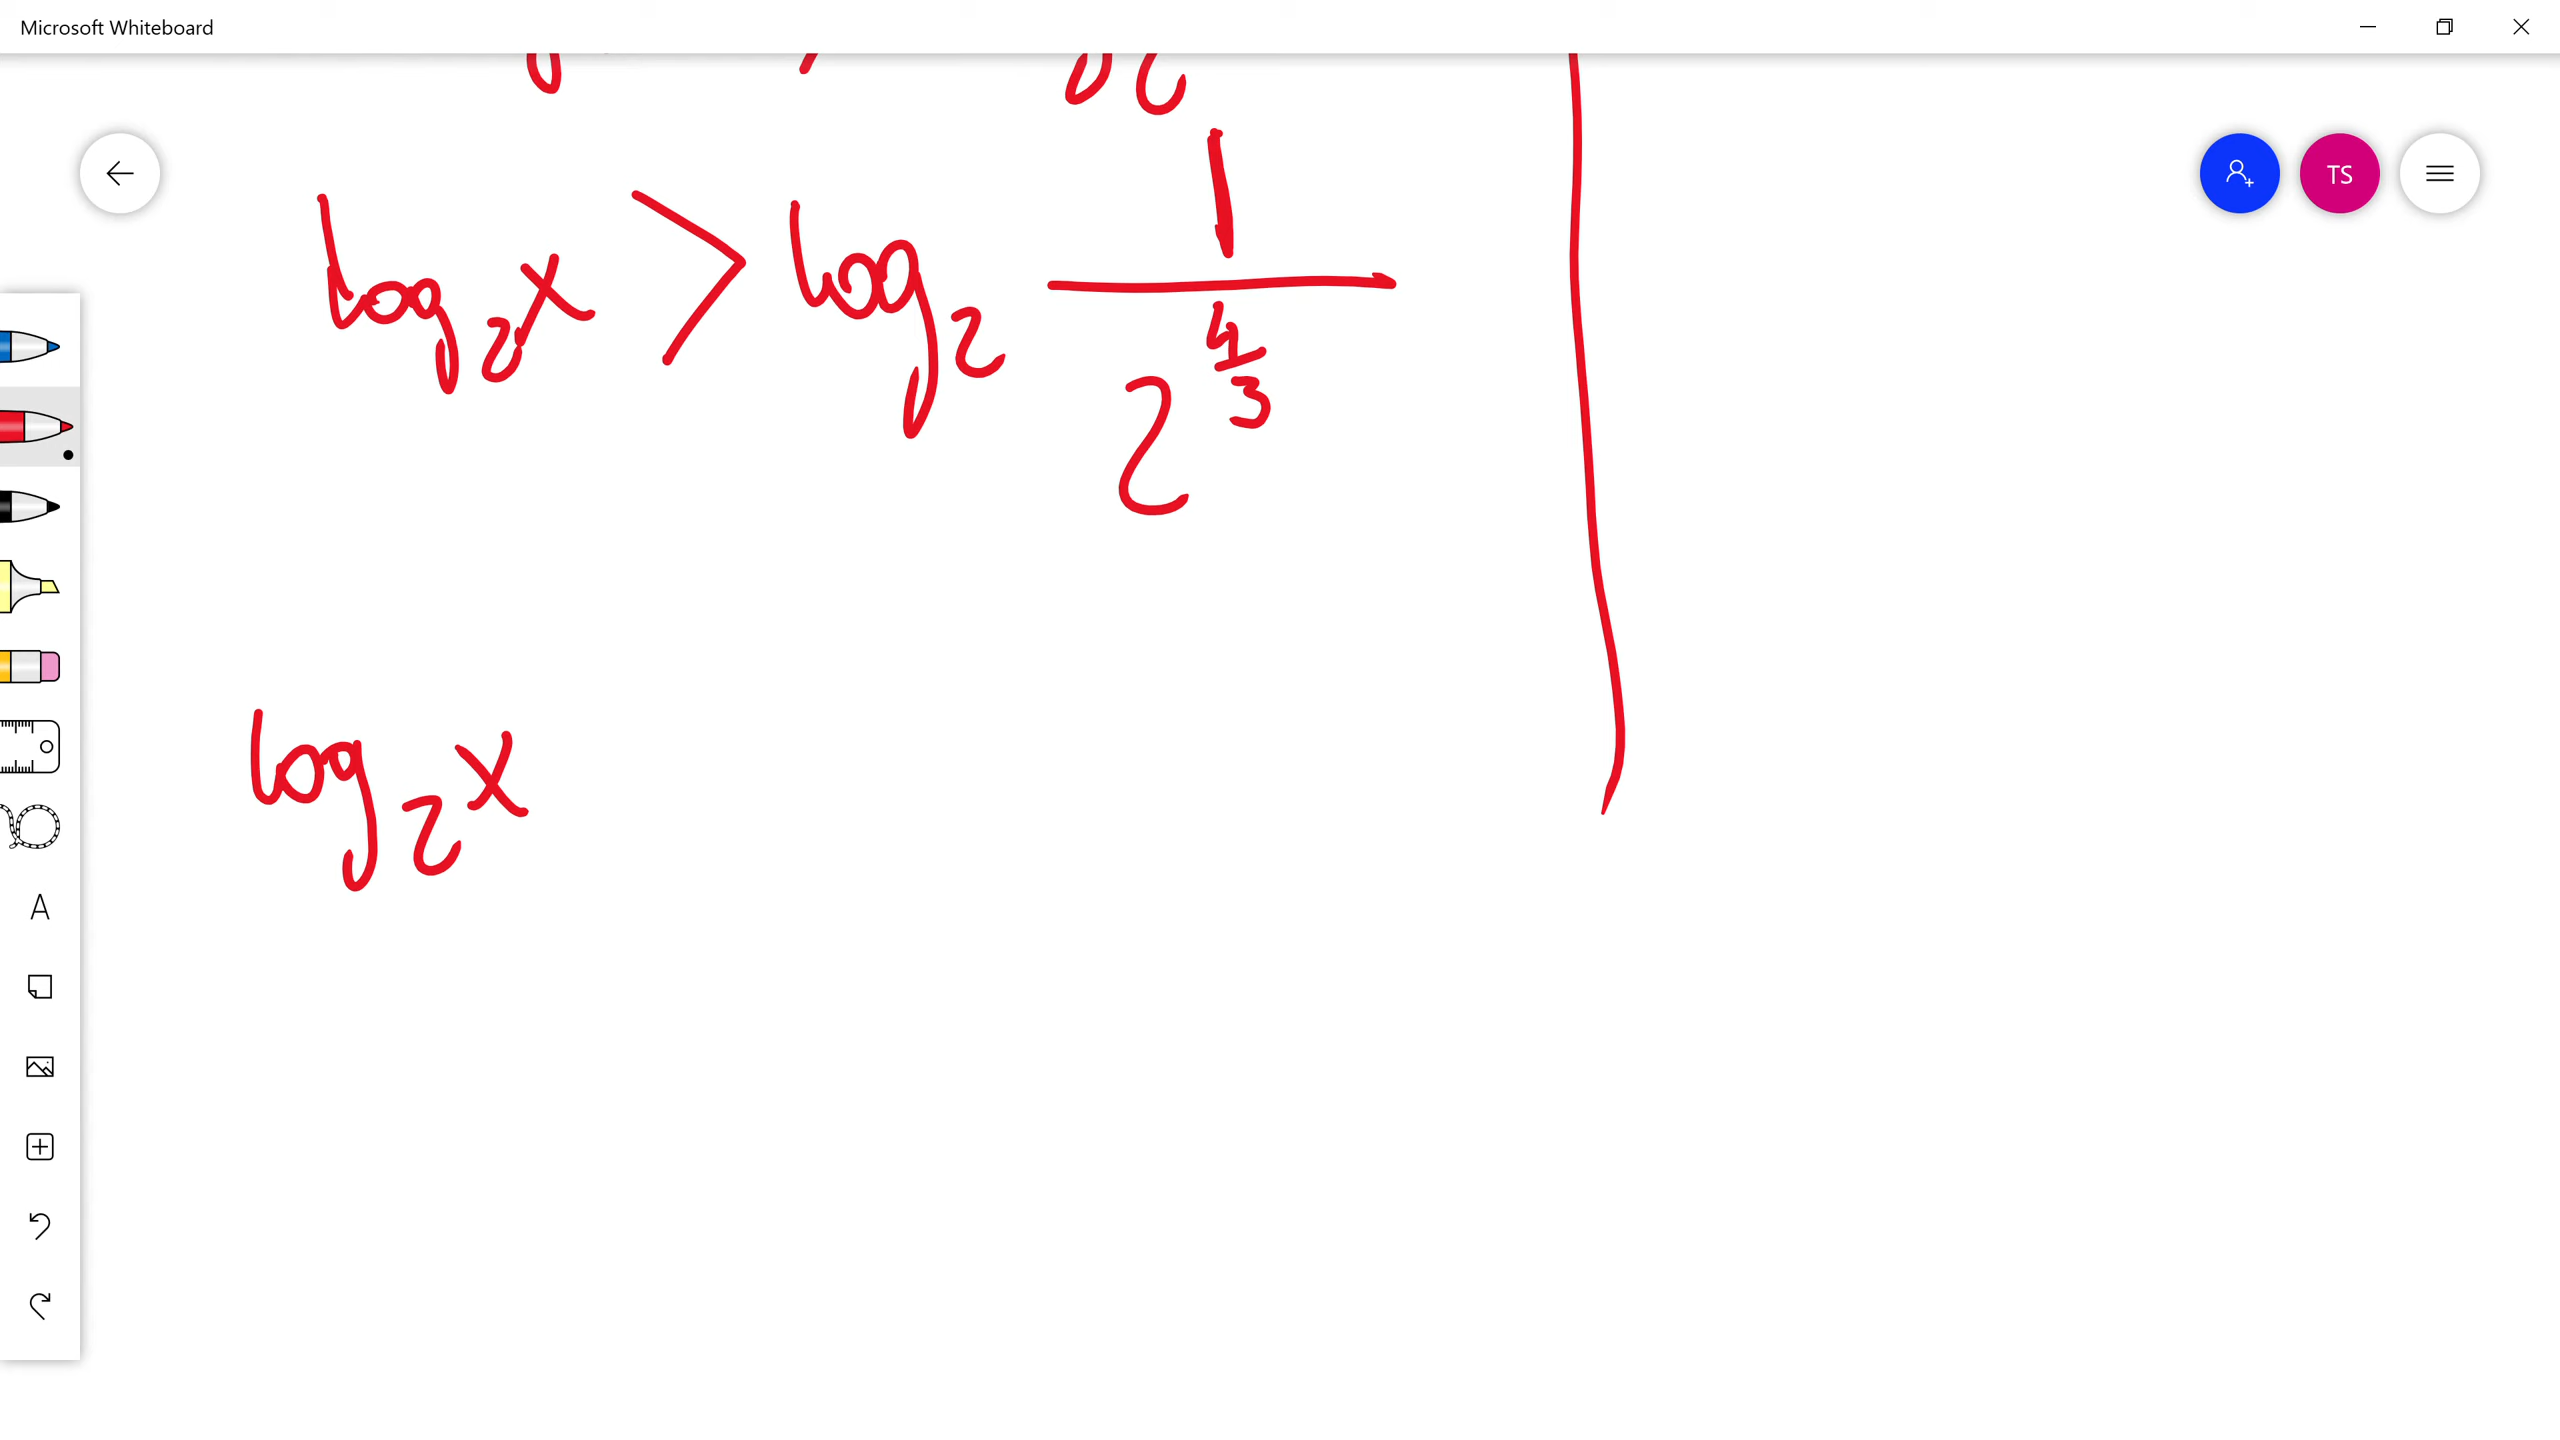 Microsoft Whiteboard
TS
log₂x > log₂ 1/2^(4/3)
log₂x
A